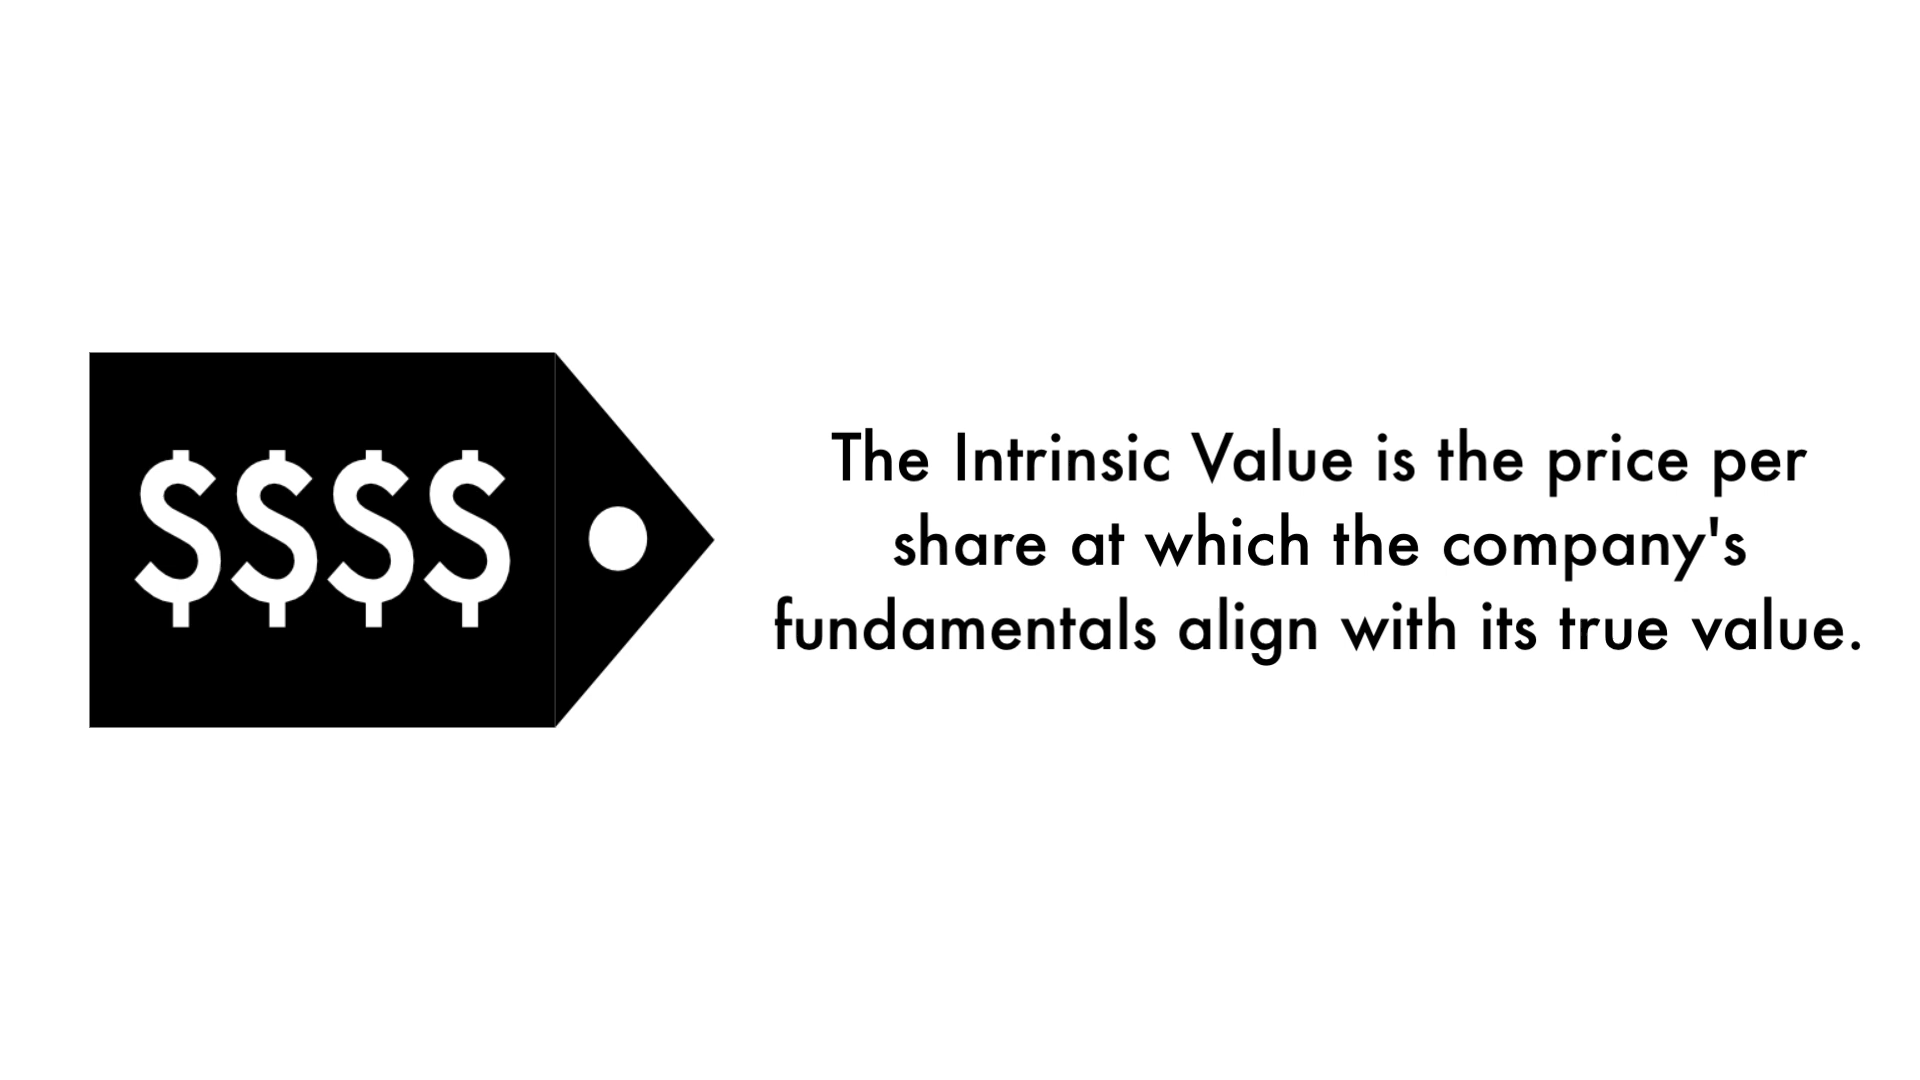 $$$$
The Intrinsic Value is the price per
share at which the company's
fundamentals align with its true value.